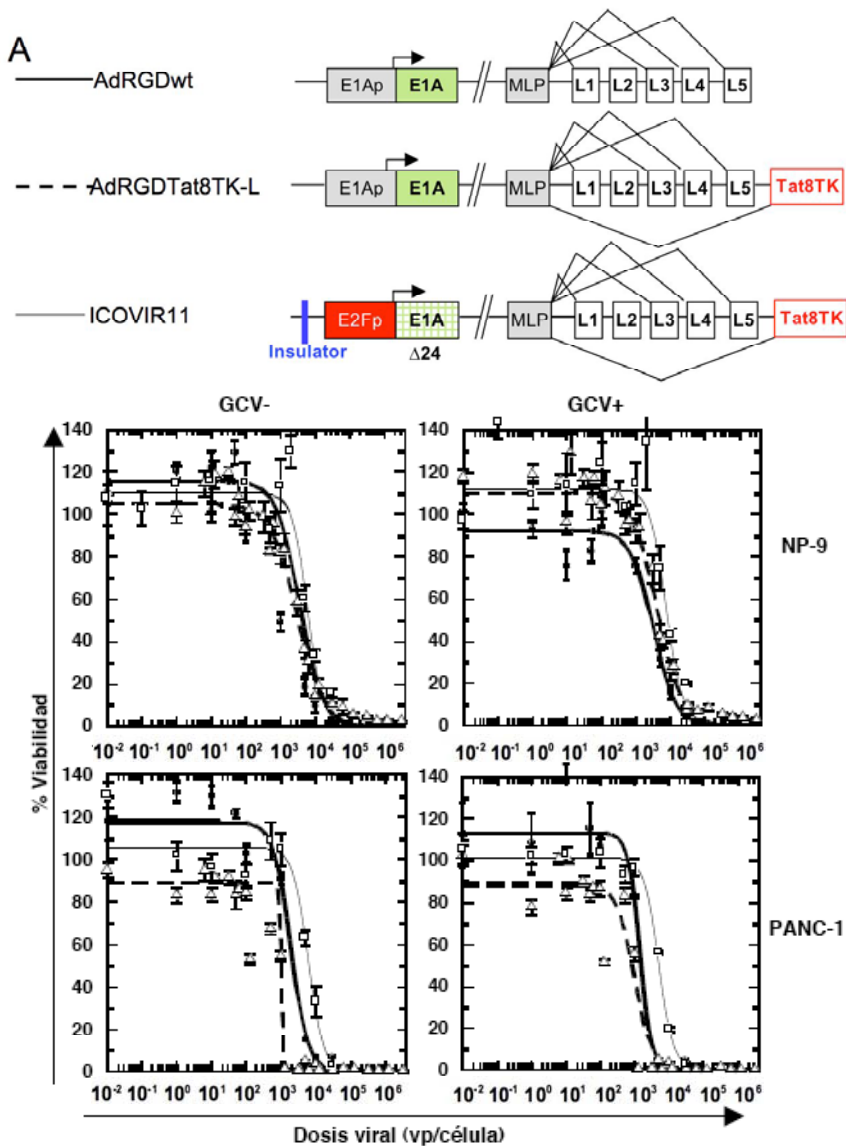 A
AdRGDwt
E1Ap E1A // MLP L1 L2 L3 L4 L5
AdRGDTat8TK-L
E1Ap E1A // MLP L1 L2 L3 L4 L5 Tat8TK
ICOVIR11
E2Fp E1A // MLP L1 L2 L3 L4 L5 Tat8TK
Insulator
Δ24
GCV-
GCV+
140
120
100
80
60
40
20
0
10-2 10-1 100 101 102 103 104 105 106
140
120
100
80
60
40
20
0
10-2 10-1 100 101 102 103 104 105 106
NP-9
140
120
100
80
60
40
20
0
10-2 10-1 100 101 102 103 104 105 106
140
120
100
80
60
40
20
0
10-2 10-1 100 101 102 103 104 105 106
PANC-1
% Viabilidad
Dosis viral (vp/célula)